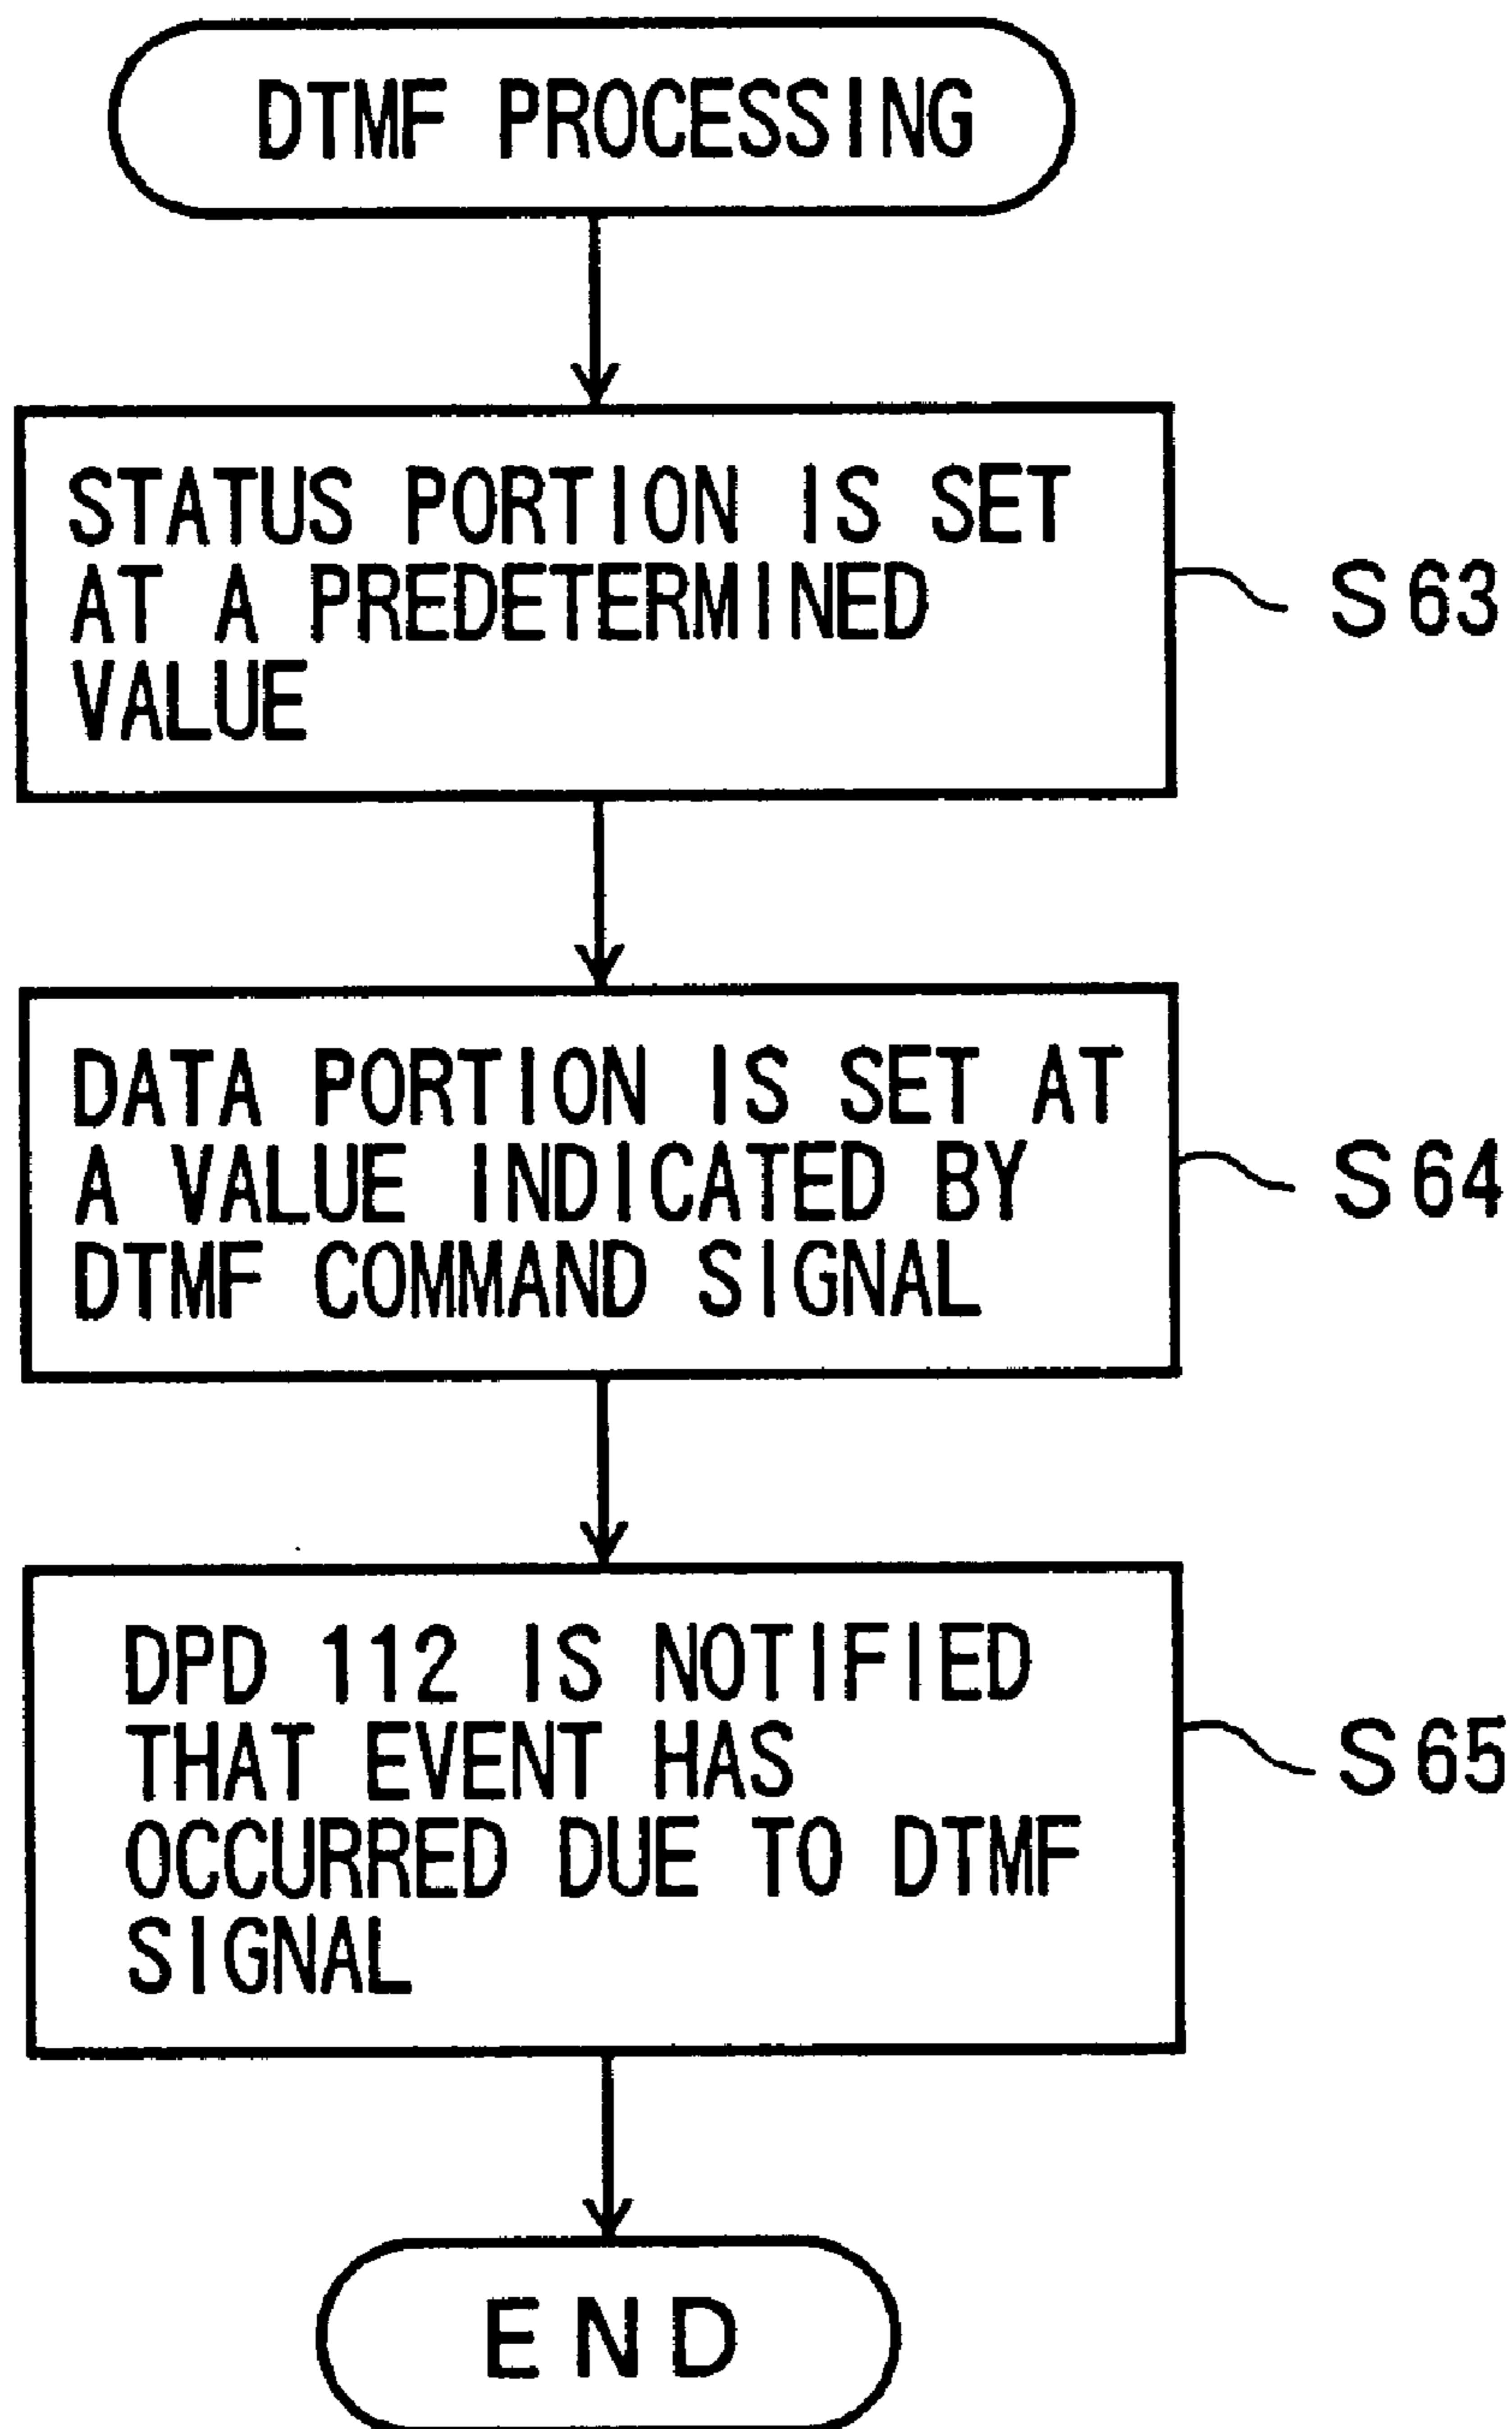 DTMF PROCESSING
STATUS PORTION IS SET
AT A PREDETERMINED
VALUE
S63
DATA PORTION IS SET AT
A VALUE INDICATED BY
DTMF COMMAND SIGNAL
S64
DPD 112 IS NOTIFIED
THAT EVENT HAS
OCCURRED DUE TO DTMF
SIGNAL
S65
END